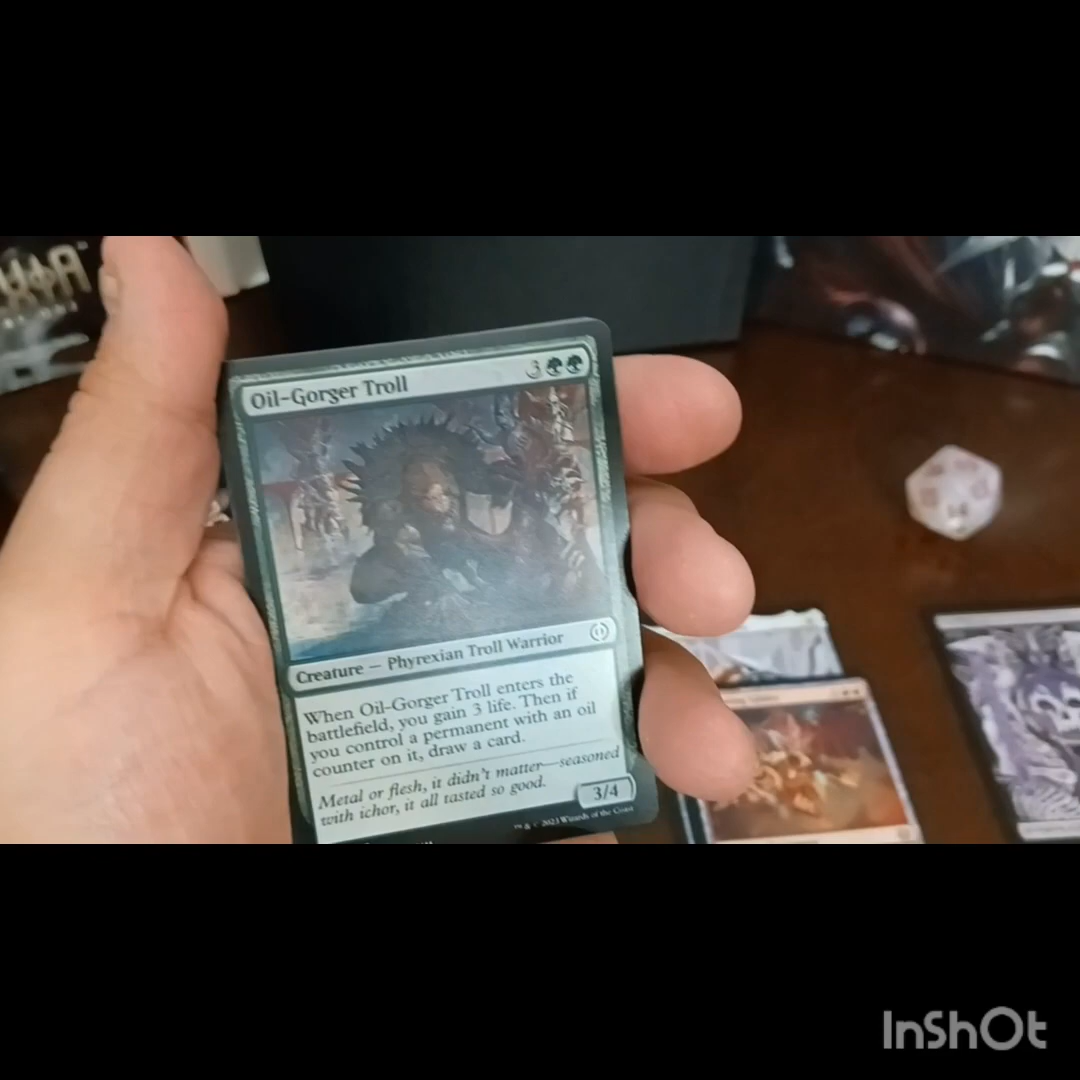 Oil-Gorger Troll
3
Creature — Phyrexian Troll Warrior
When Oil-Gorger Troll enters the
battlefield, you gain 3 life. Then if
you control a permanent with an oil
counter on it, draw a card.
Metal or flesh, it didn't matter—seasoned
with ichor, it all tasted so good.
3/4
™ & © 2023 Wizards of the Coast
InShOt